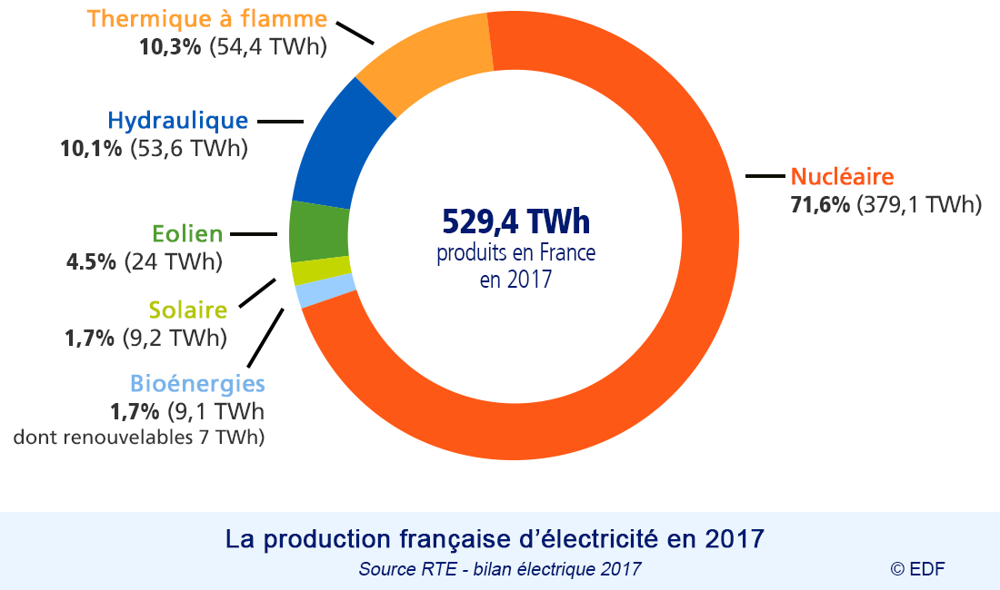 Thermique à flamme
10,3% (54,4 TWh)
Hydraulique
10,1% (53,6 TWh)
Nucléaire
71,6% (379,1 TWh)
529,4 TWh
produits en France
en 2017
Eolien
4.5% (24 TWh)
Solaire
1,7% (9,2 TWh)
Bioénergies
1,7% (9,1 TWh
dont renouvelables 7 TWh)
La production française d’électricité en 2017
Source RTE - bilan électrique 2017
© EDF